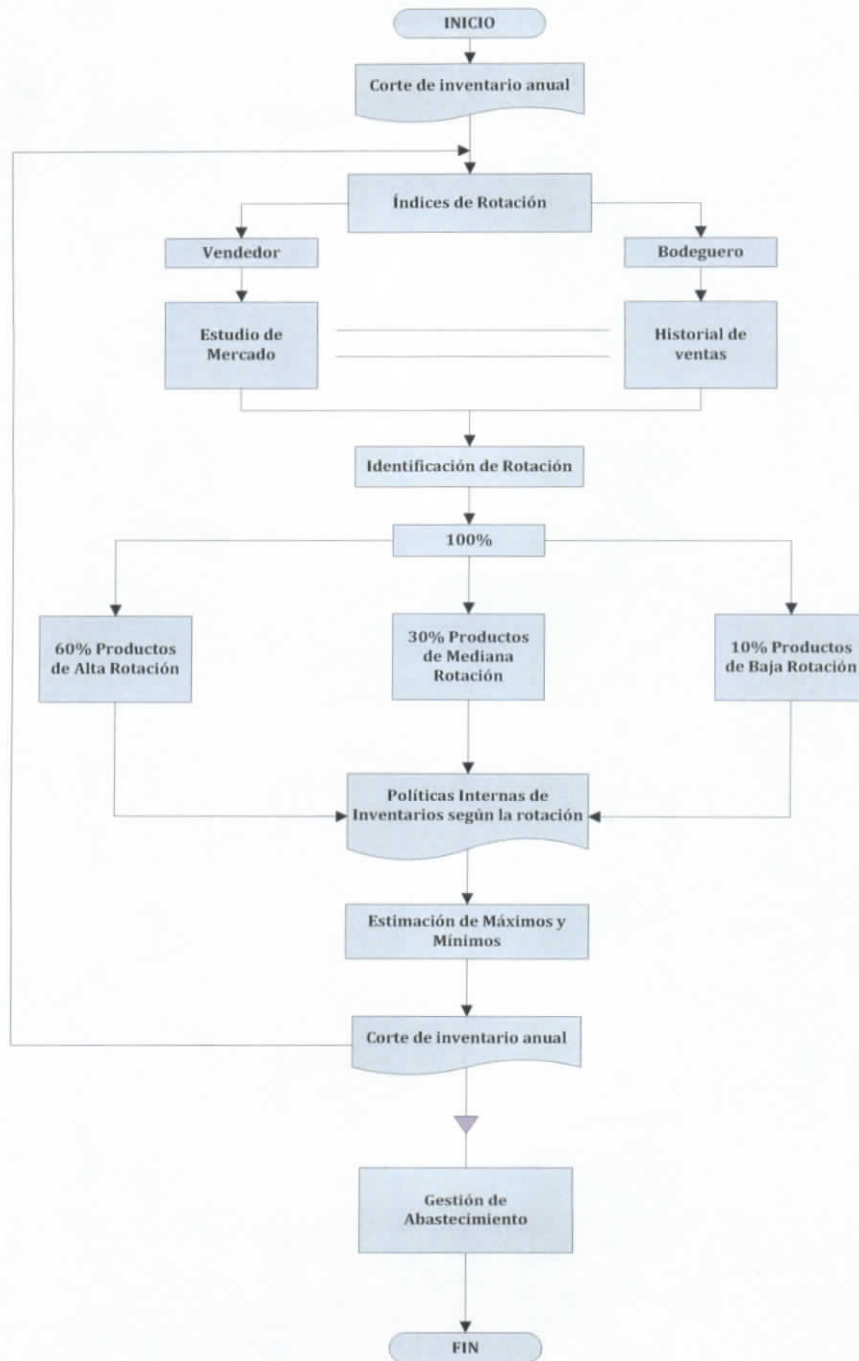 INICIO
Corte de inventario anual
Índices de Rotación
Vendedor
Bodeguero
Estudio de
Mercado
Historial de
ventas
Identificación de Rotación
100%
60% Productos
de Alta Rotación
30% Productos
de Mediana
Rotación
10% Productos
de Baja Rotación
Políticas Internas de
Inventarios según la rotación
Estimación de Máximos y
Mínimos
Corte de inventario anual
Gestión de
Abastecimiento
FIN